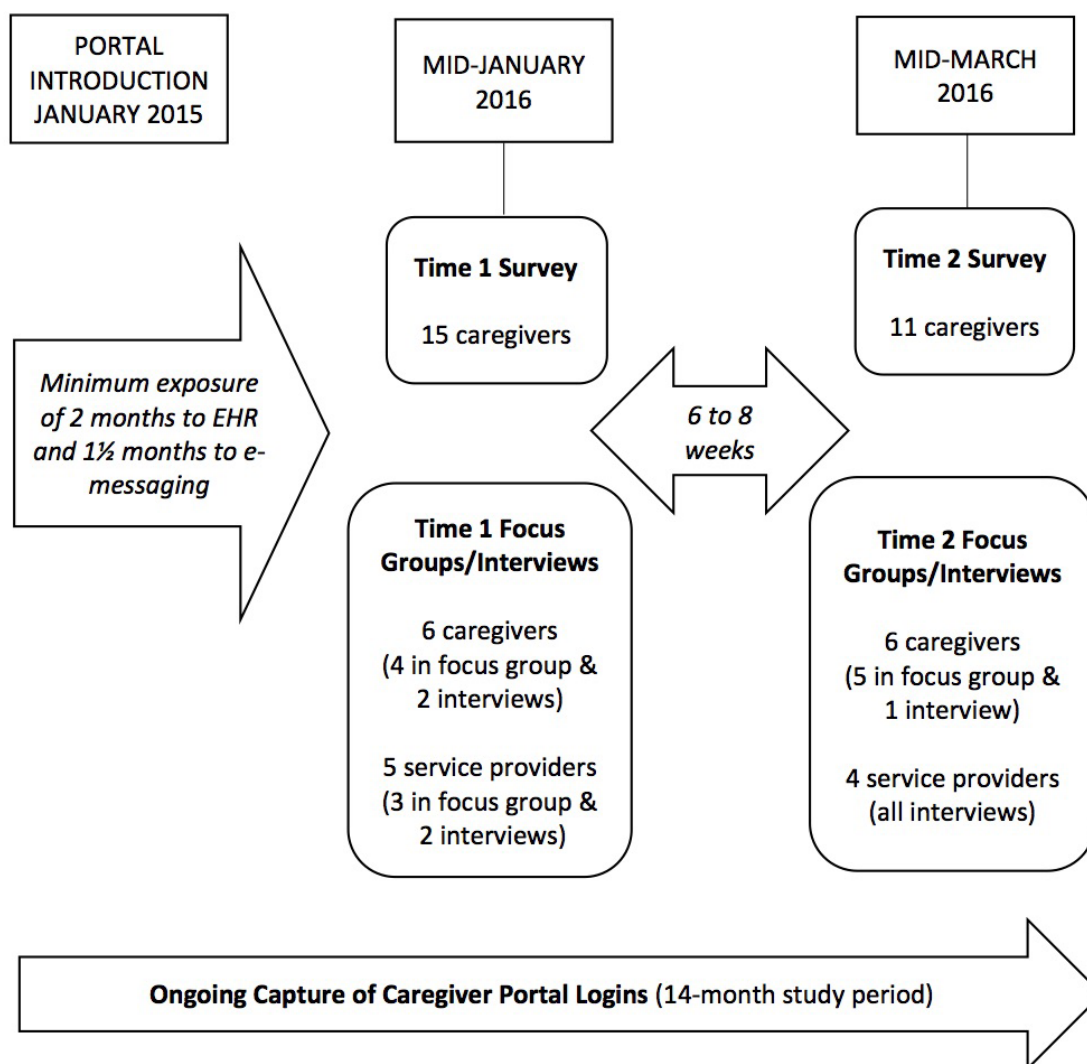 PORTAL
INTRODUCTION
JANUARY 2015
MID-JANUARY
2016
MID-MARCH
2016
Time 1 Survey
15 caregivers
Time 2 Survey
11 caregivers
Minimum exposure
of 2 months to EHR
and 1½ months to e-
messaging
6 to 8
weeks
Time 1 Focus
Groups/Interviews
6 caregivers
(4 in focus group &
2 interviews)
5 service providers
(3 in focus group &
2 interviews)
Time 2 Focus
Groups/Interviews
6 caregivers
(5 in focus group &
1 interview)
4 service providers
(all interviews)
Ongoing Capture of Caregiver Portal Logins (14-month study period)